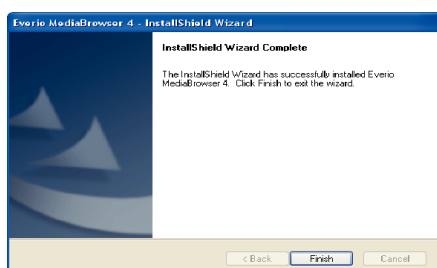 Everio MediaBrowser 4 - InstallShield Wizard
InstallShield Wizard Complete
The InstallShield Wizard has successfully installed Everio
MediaBrowser 4. Click Finish to exit the wizard.
< Back
Finish
Cancel